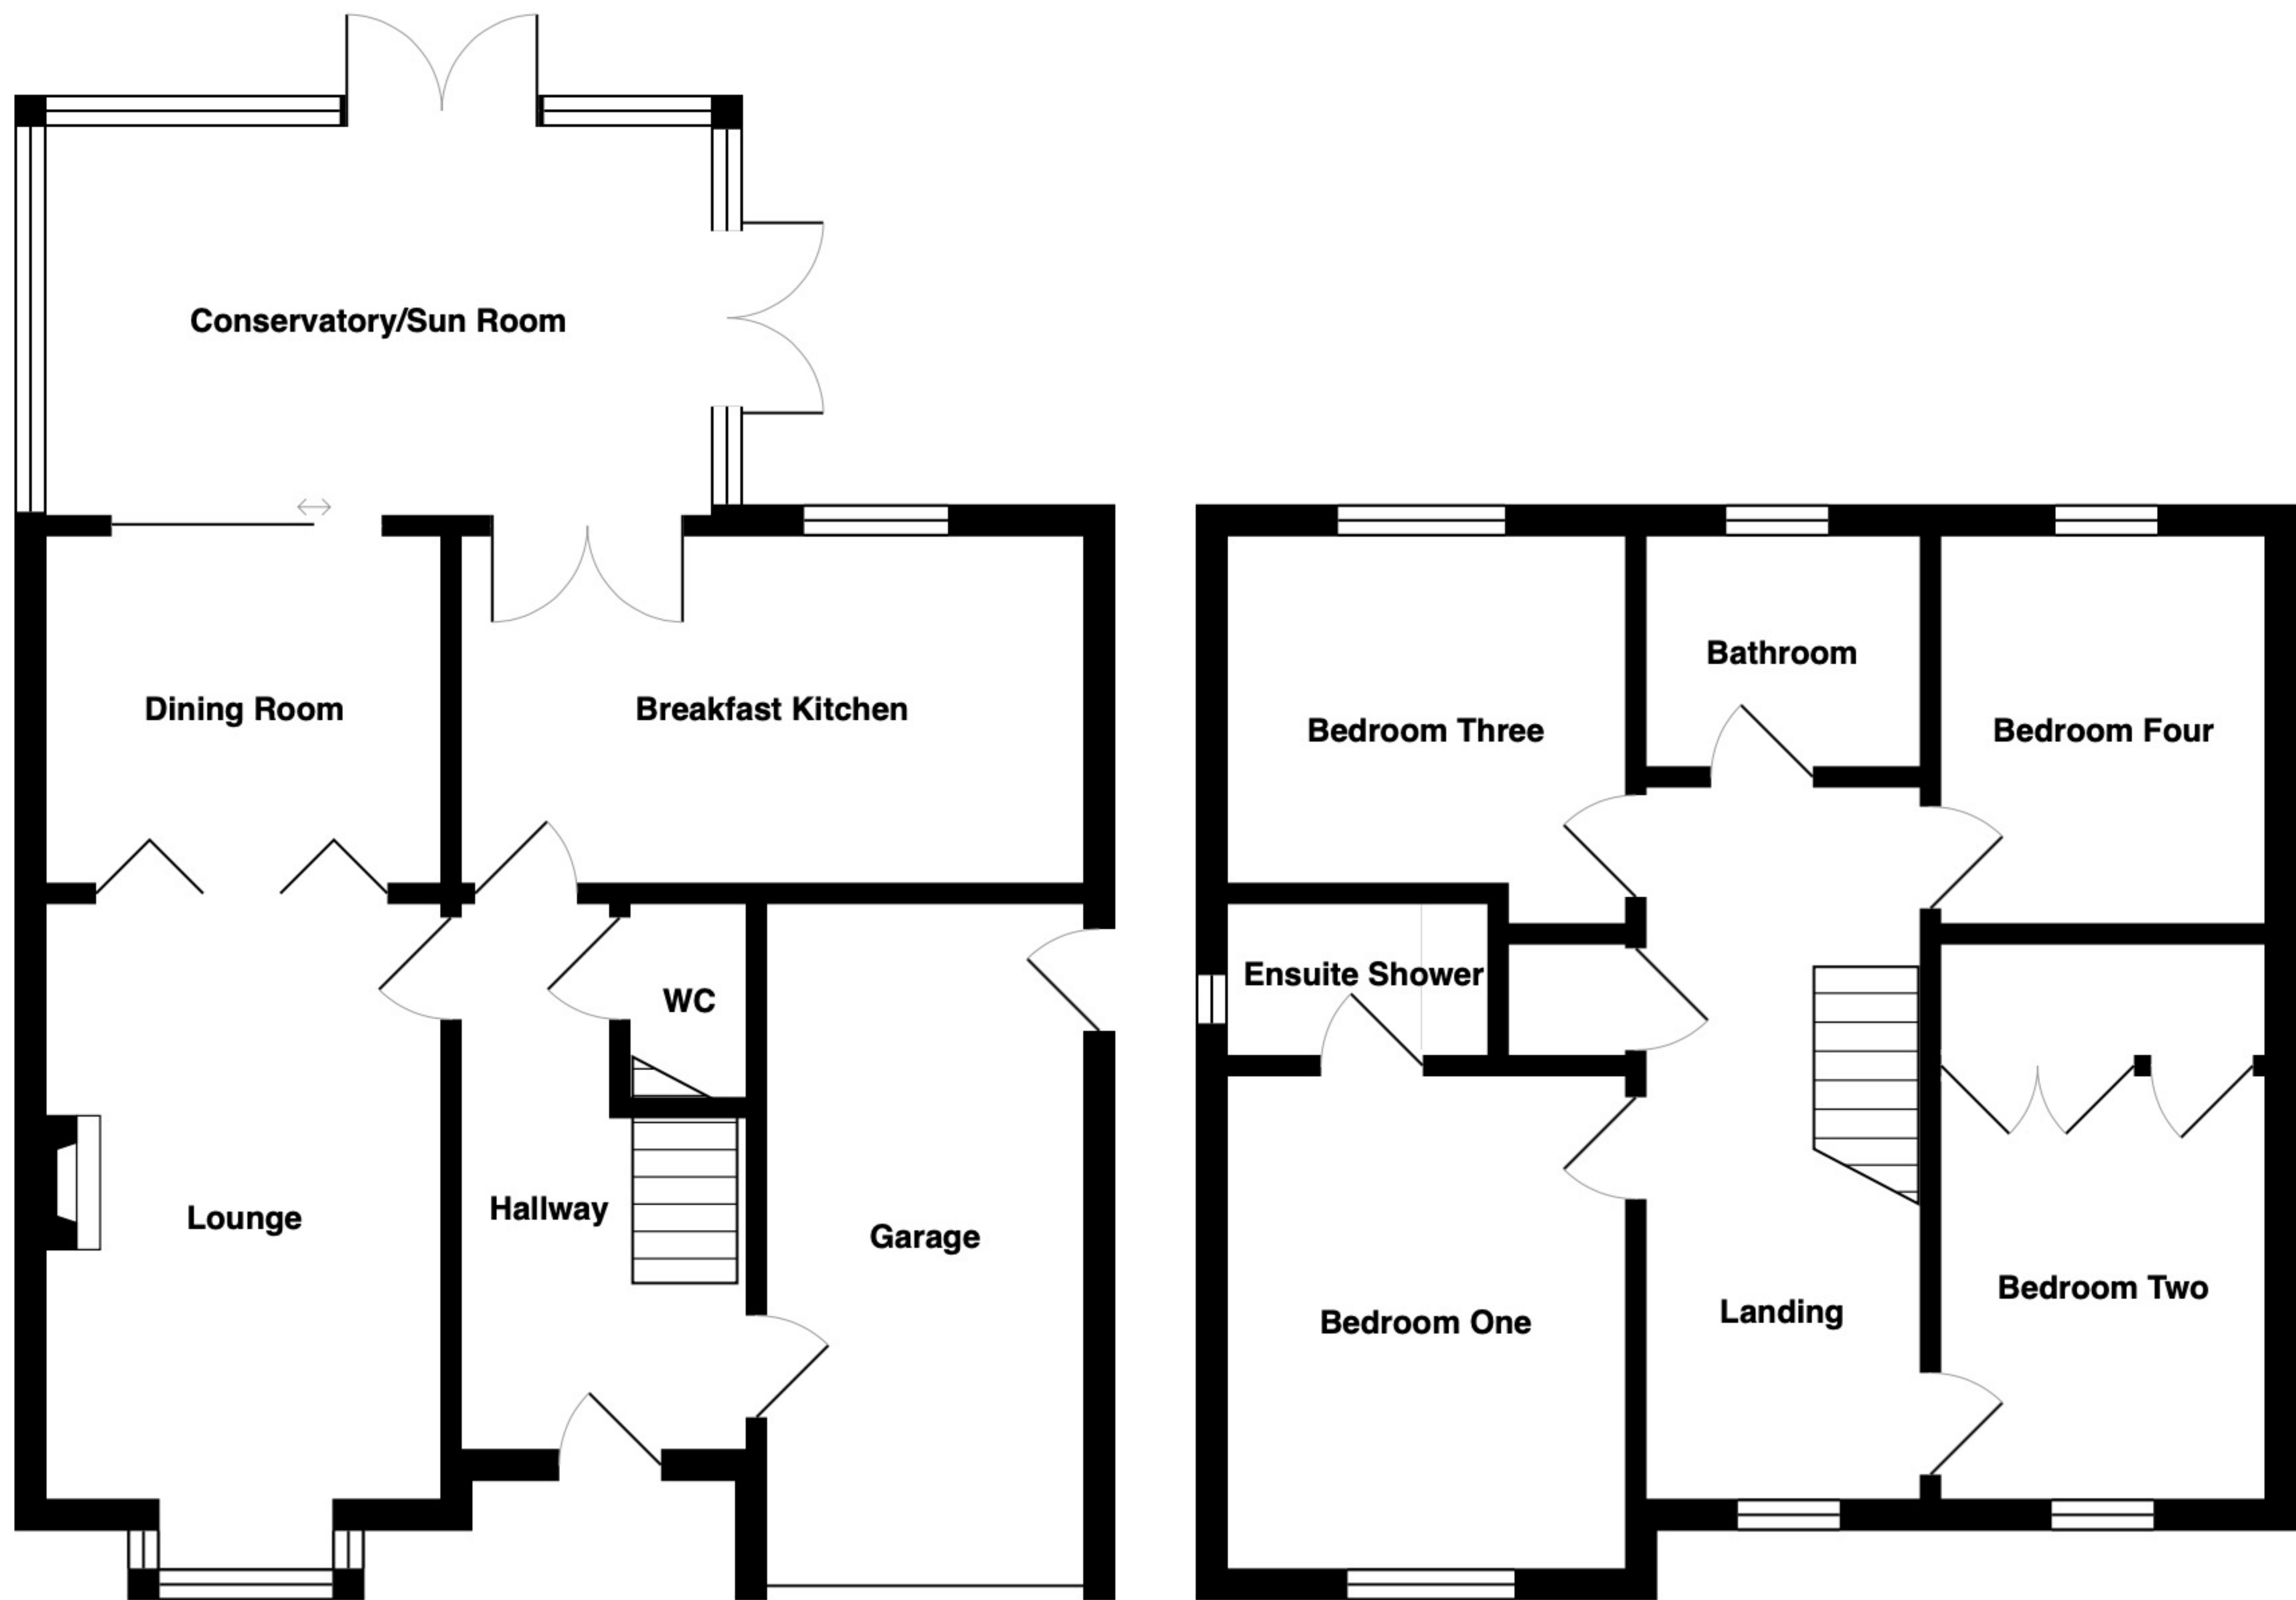 Conservatory/Sun Room
Dining Room
Breakfast Kitchen
WC
Lounge
Hallway
Garage
Bathroom
Bedroom Three
Bedroom Four
Ensuite Shower
Bedroom One
Landing
Bedroom Two